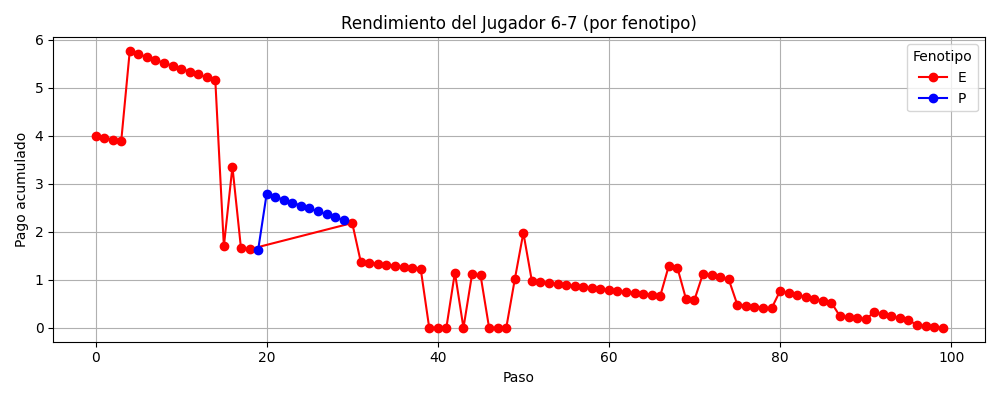 Rendimiento del Jugador 6-7 (por fenotipo)
Pago acumulado
6
5
4
3
2
1
0
Fenotipo
E
P
0 20 40 60 80 100
Paso